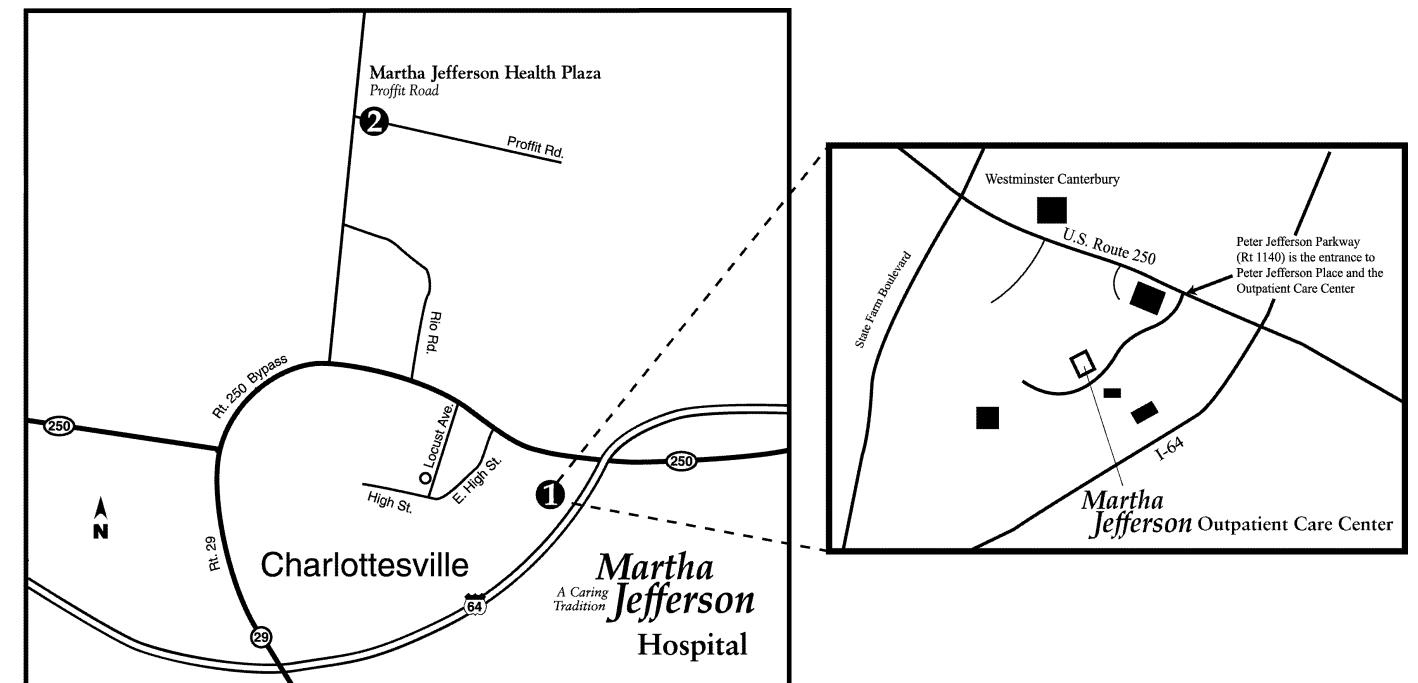 Martha Jefferson Health Plaza
Proffit Road
2
Proffit Rd.
Rio Rd.
Rt. 250 Bypass
250
Locust Ave.
High St.
E. High St.
1
250
N
Rt. 29
Charlottesville
64
29
A Caring
Tradition
Martha
Jefferson
Hospital
Westminster Canterbury
U.S. Route 250
State Farm Boulevard
Peter Jefferson Parkway
(Rt 1140) is the entrance to
Peter Jefferson Place and the
Outpatient Care Center
I-64
Martha
Jefferson Outpatient Care Center